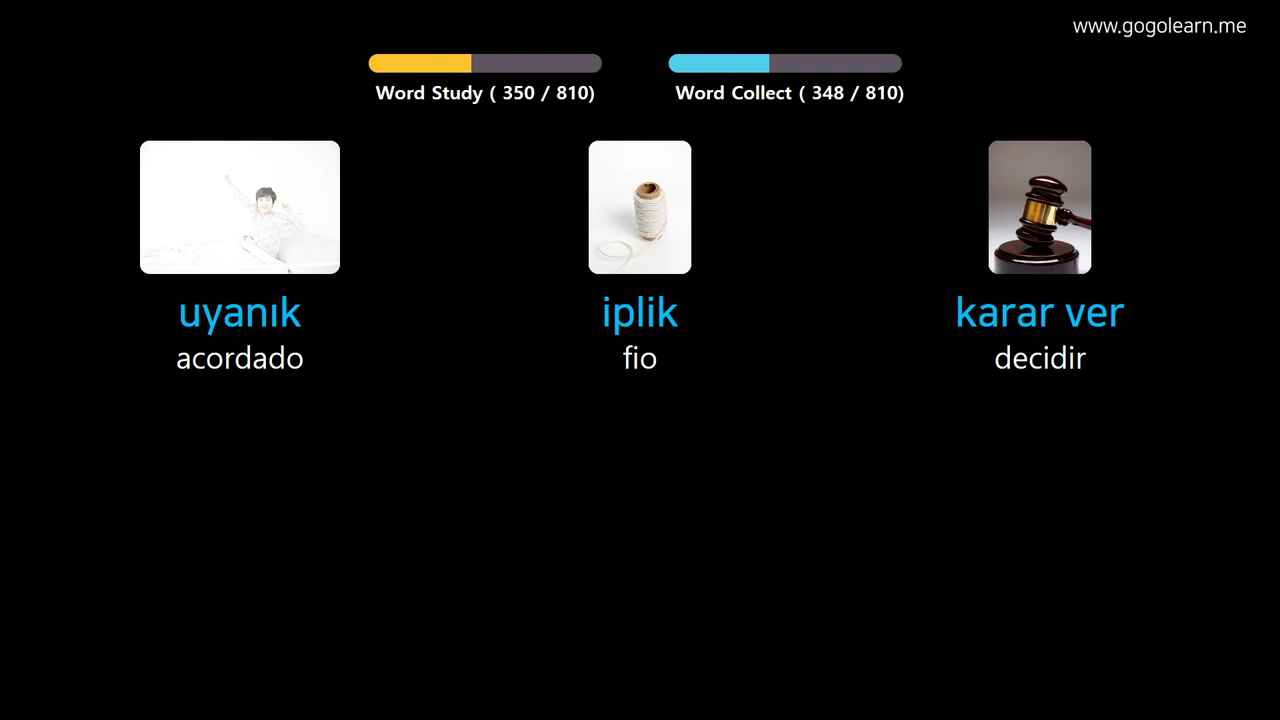 www.gogolearn.me
Word Study ( 350 / 810)
Word Collect ( 348 / 810)
uyanık
acordado
iplik
fio
karar ver
decidir